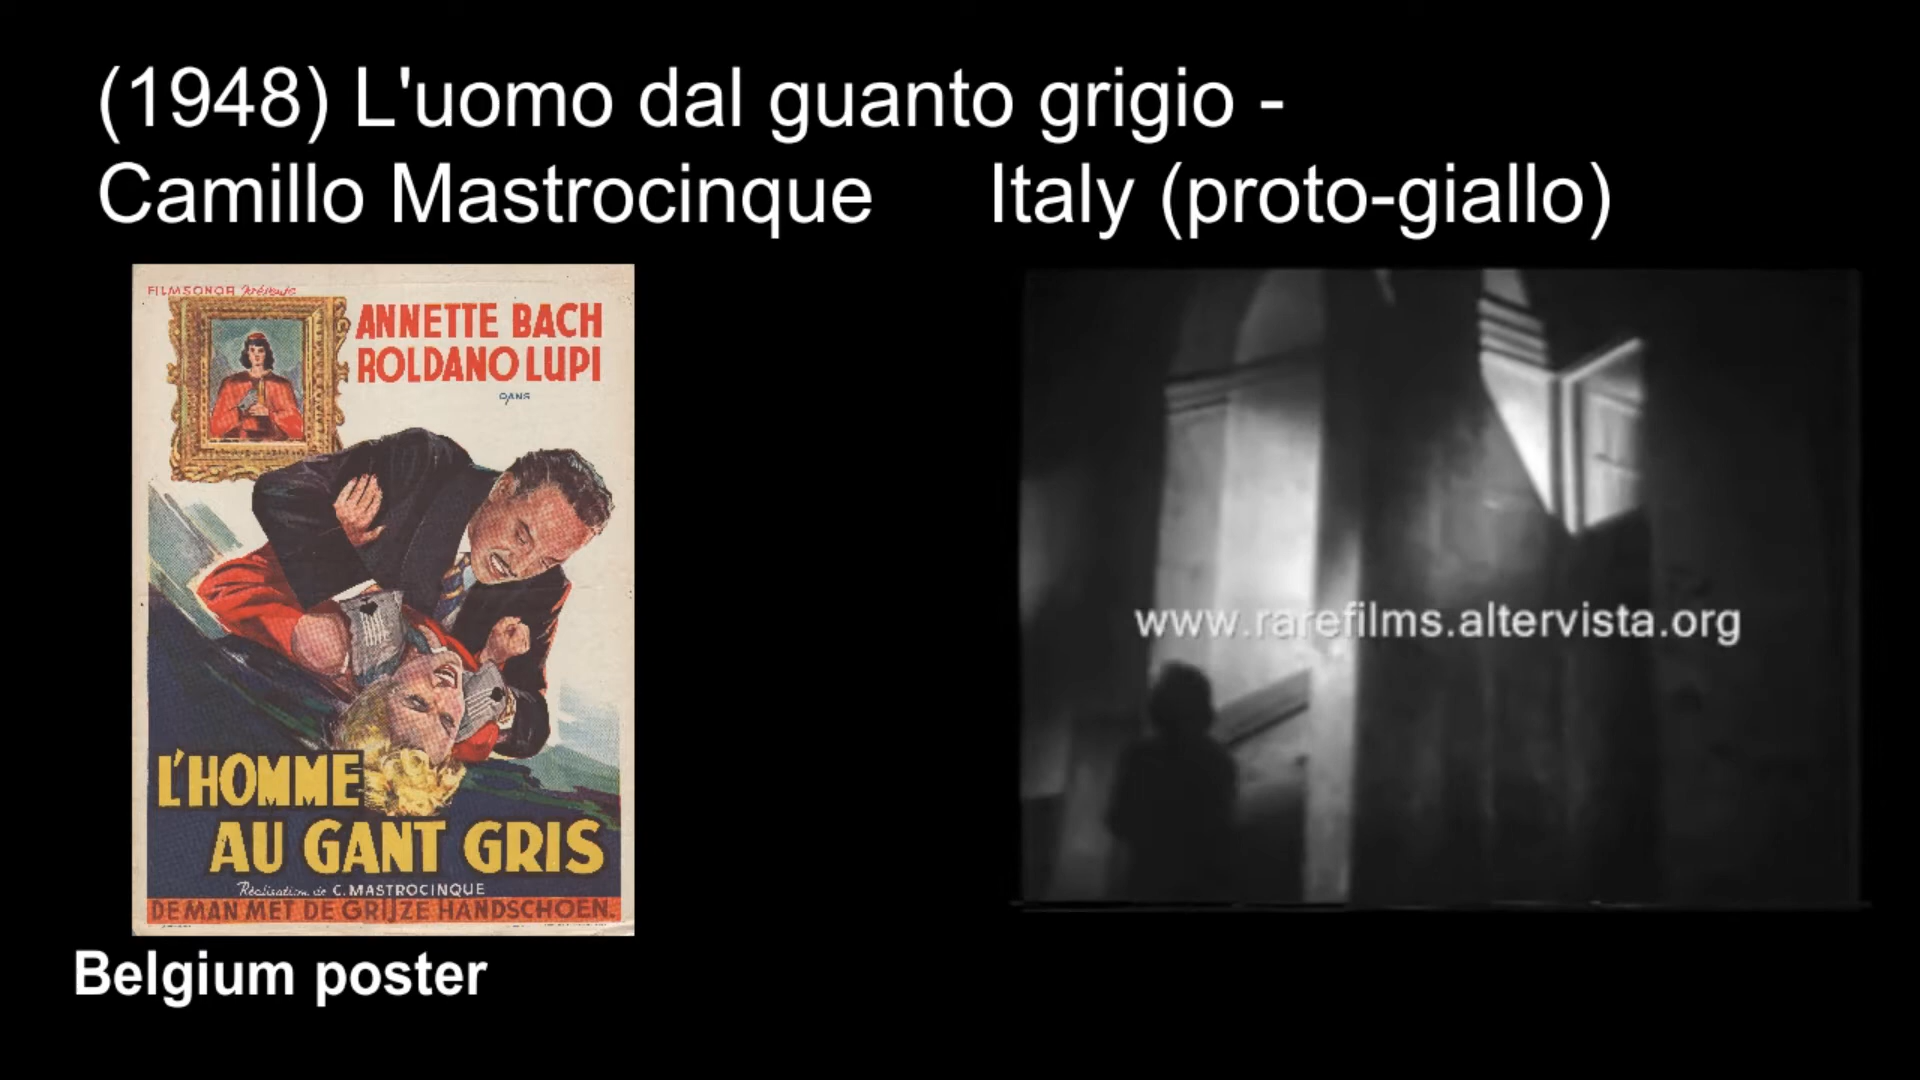 (1948) L'uomo dal guanto grigio -
Camillo Mastrocinque Italy (proto-giallo)
FILMSONOR présente
ANNETTE BACH
ROLDANO LUPI
DANS
www.rarefilms.altervista.org
L'HOMME
AU GANT GRIS
Réalisation de C. MASTROCINQUE
DE MAN MET DE GRIJZE HANDSCHOEN.
Belgium poster